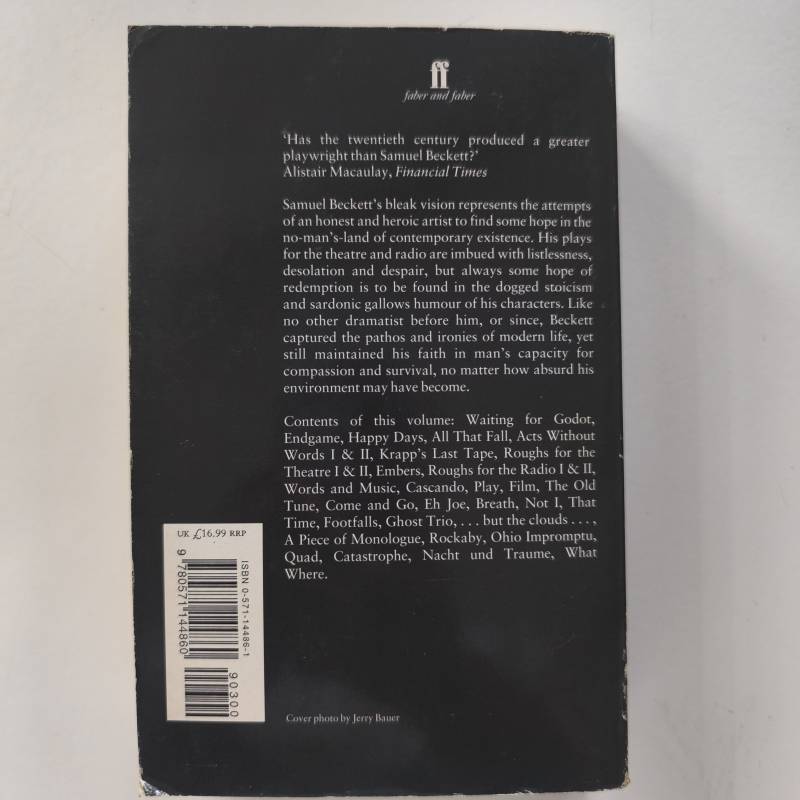 ff
faber and faber
'Has the twentieth century produced a greater
playwright than Samuel Beckett?'
Alistair Macaulay, Financial Times
Samuel Beckett's bleak vision represents the attempts
of an honest and heroic artist to find some hope in the
no-man's-land of contemporary existence. His plays
for the theatre and radio are imbued with listlessness,
desolation and despair, but always some hope of
redemption is to be found in the dogged stoicism
and sardonic gallows humour of his characters. Like
no other dramatist before him, or since, Beckett
captured the pathos and ironies of modern life, yet
still maintained his faith in man's capacity for
compassion and survival, no matter how absurd his
environment may have become.
Contents of this volume: Waiting for Godot,
Endgame, Happy Days, All That Fall, Acts Without
Words I & II, Krapp's Last Tape, Roughs for the
Theatre I & II, Embers, Roughs for the Radio I & II,
Words and Music, Cascando, Play, Film, The Old
Tune, Come and Go, Eh Joe, Breath, Not I, That
Time, Footfalls, Ghost Trio, . . . but the clouds . . . ,
A Piece of Monologue, Rockaby, Ohio Impromptu,
Quad, Catastrophe, Nacht und Traume, What
Where.
UK £16.99 RRP
ISBN 0-571-14486-1
9 780571 144860
90300
Cover photo by Jerry Bauer